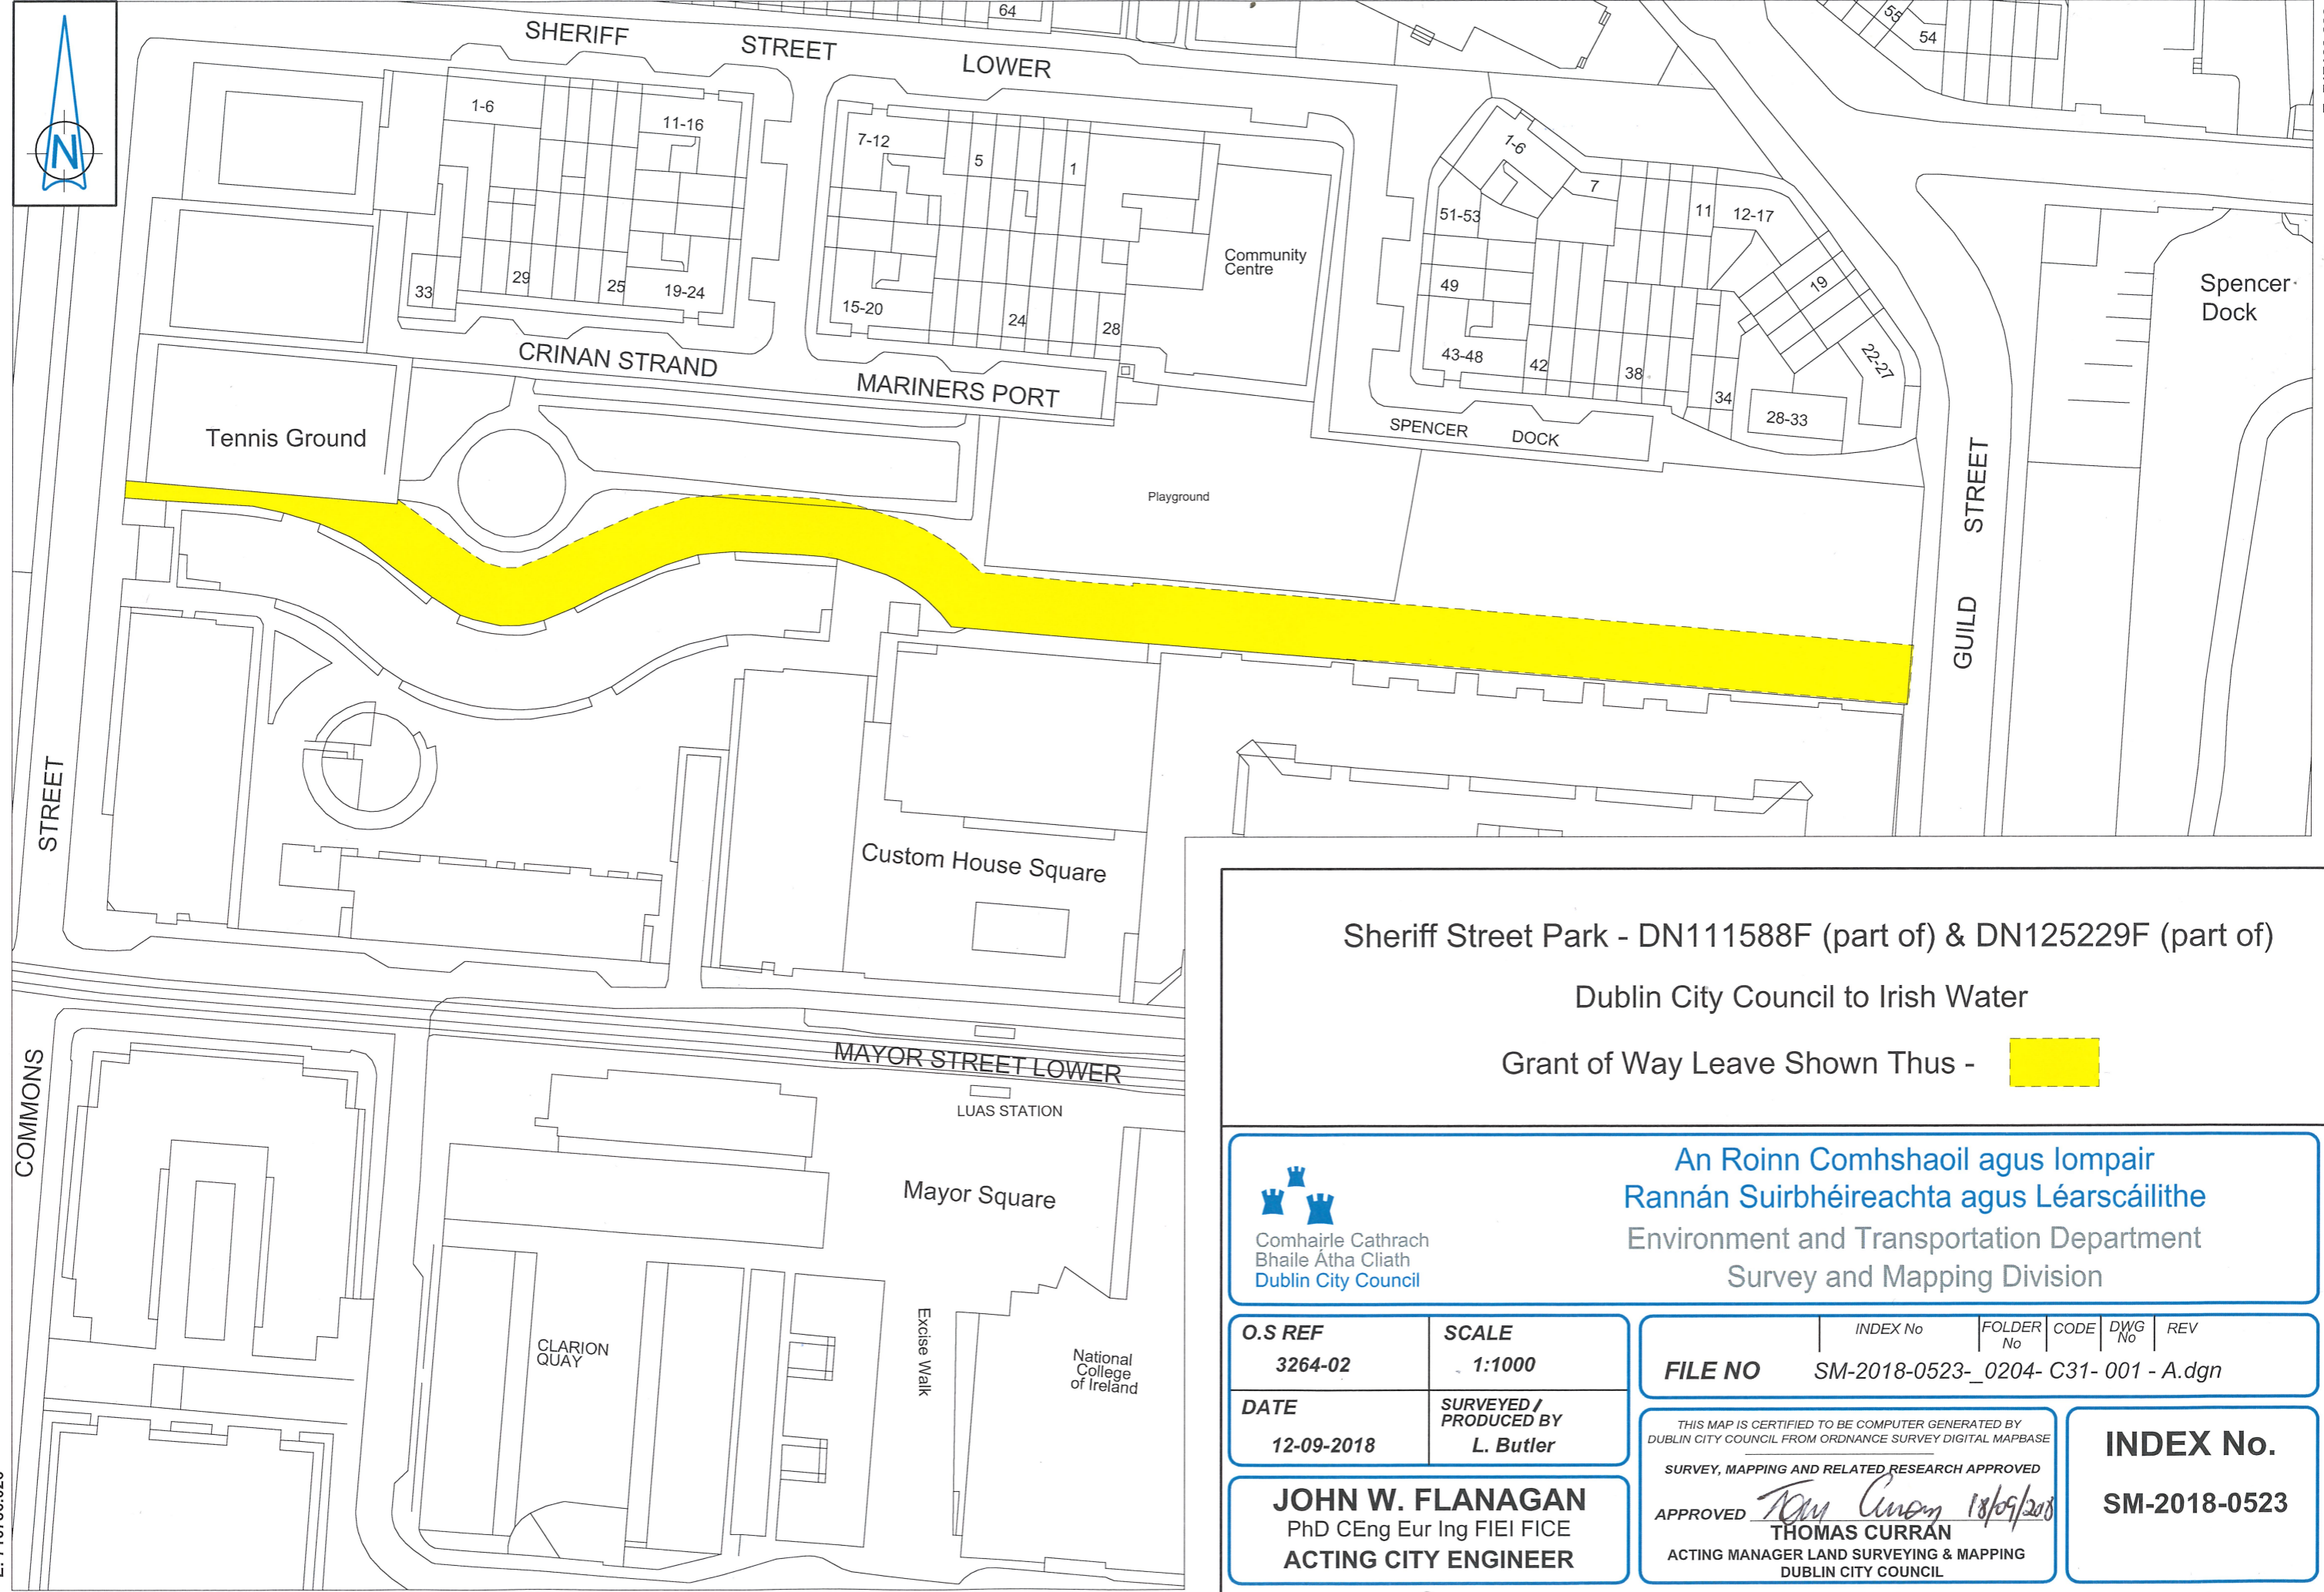 N
64
SHERIFF STREET LOWER
55
54
1-6
11-16
7-12
5
1
1-6
7
51-53
11
12-17
Community
Centre
Spencer
Dock
33
29
25
19-24
15-20
24
28
49
19
43-48
42
38
34
22-27
28-33
CRINAN STRAND
MARINERS PORT
SPENCER DOCK
Tennis Ground
Playground
GUILD STREET
COMMONS STREET
Custom House Square
MAYOR STREET LOWER
LUAS STATION
Mayor Square
CLARION
QUAY
Excise Walk
National
College
of Ireland
Sheriff Street Park - DN111588F (part of) & DN125229F (part of)
Dublin City Council to Irish Water
Grant of Way Leave Shown Thus -
Comhairle Cathrach
Bhaile Átha Cliath
Dublin City Council
An Roinn Comhshaoil agus Iompair
Rannán Suirbhéireachta agus Léarscáilithe
Environment and Transportation Department
Survey and Mapping Division
O.S REF
3264-02
SCALE
1:1000
DATE
12-09-2018
SURVEYED /
PRODUCED BY
L. Butler
JOHN W. FLANAGAN
PhD CEng Eur Ing FIEI FICE
ACTING CITY ENGINEER
INDEX No FOLDER No CODE DWG No REV
FILE NO SM-2018-0523-_0204- C31- 001 - A.dgn
THIS MAP IS CERTIFIED TO BE COMPUTER GENERATED BY
DUBLIN CITY COUNCIL FROM ORDNANCE SURVEY DIGITAL MAPBASE
SURVEY, MAPPING AND RELATED RESEARCH APPROVED
APPROVED Tom Curran 18/09/2018
THOMAS CURRAN
ACTING MANAGER LAND SURVEYING & MAPPING
DUBLIN CITY COUNCIL
INDEX No.
SM-2018-0523